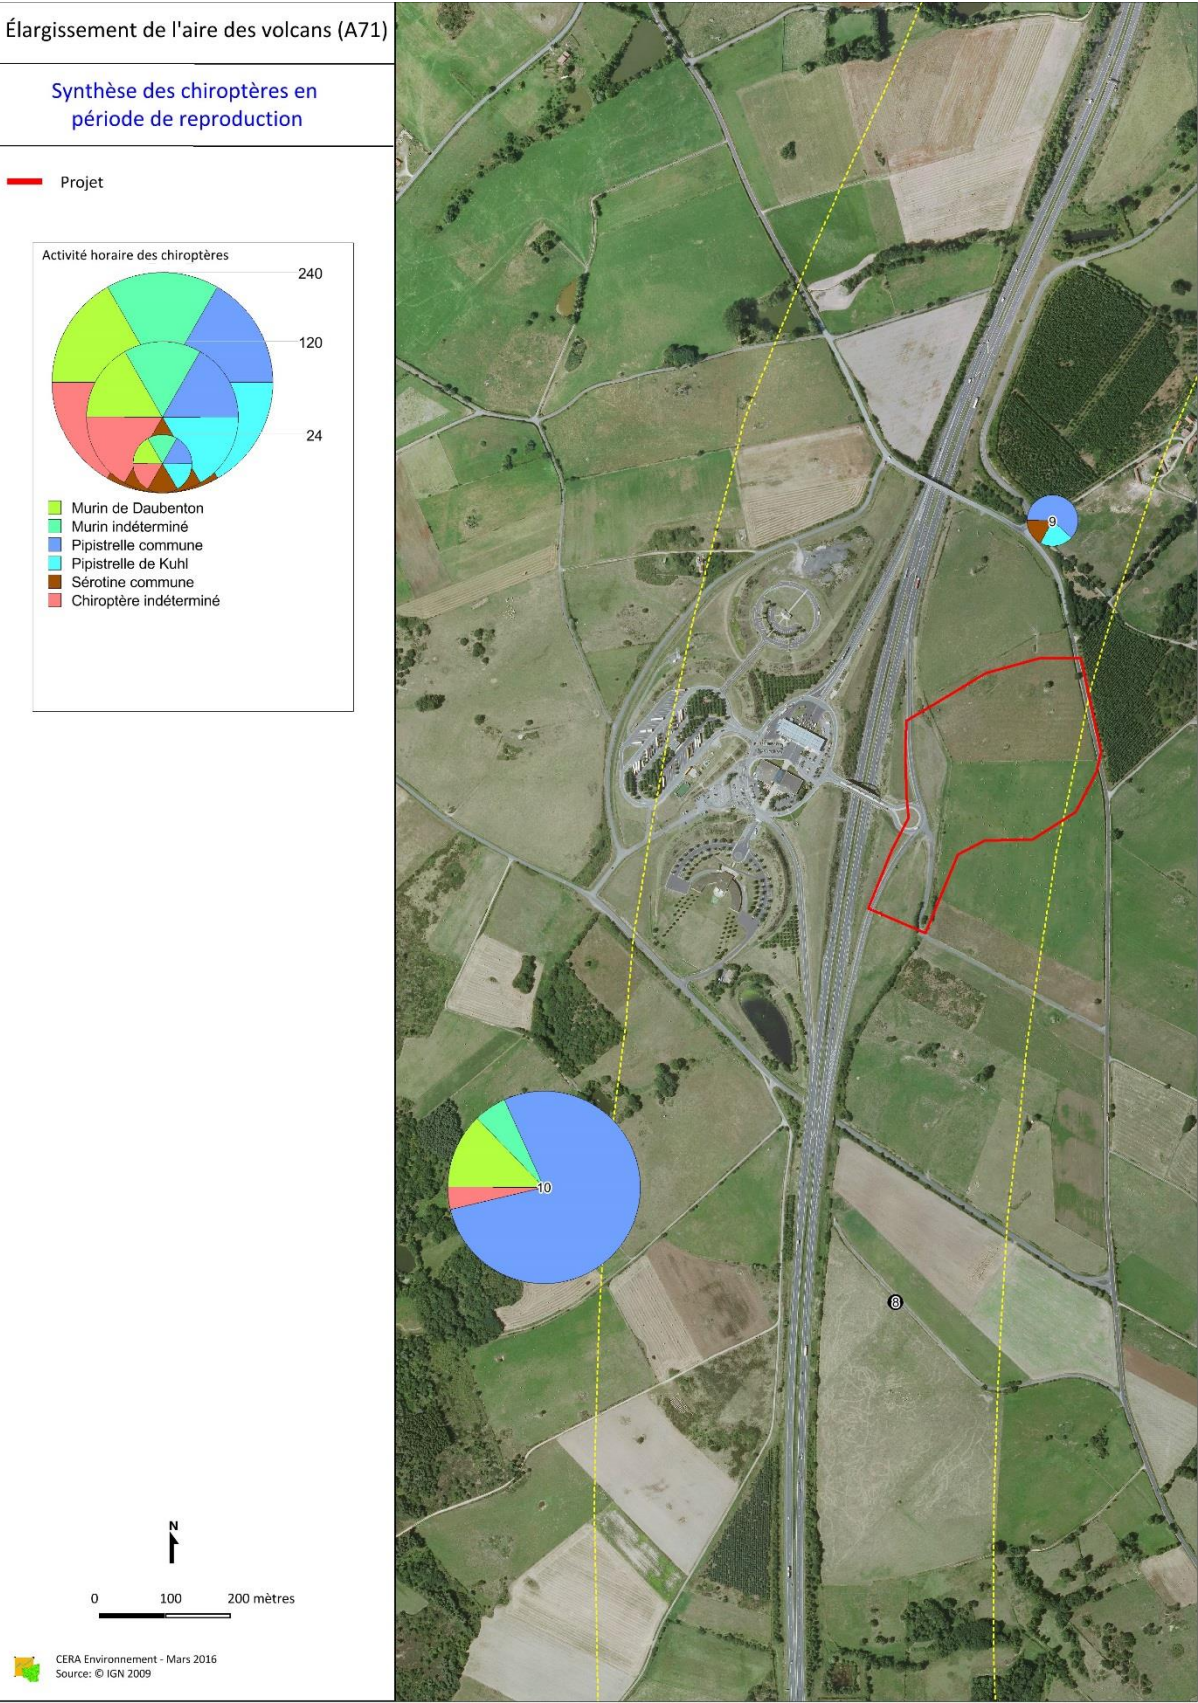 Élargissement de l'aire des volcans (A71)
Synthèse des chiroptères en
période de reproduction
Projet
Activité horaire des chiroptères
240
120
24
Murin de Daubenton
Murin indéterminé
Pipistrelle commune
Pipistrelle de Kuhl
Sérotine commune
Chiroptère indéterminé
9
10
8
N
0 100 200 mètres
CERA Environnement - Mars 2016
Source: © IGN 2009